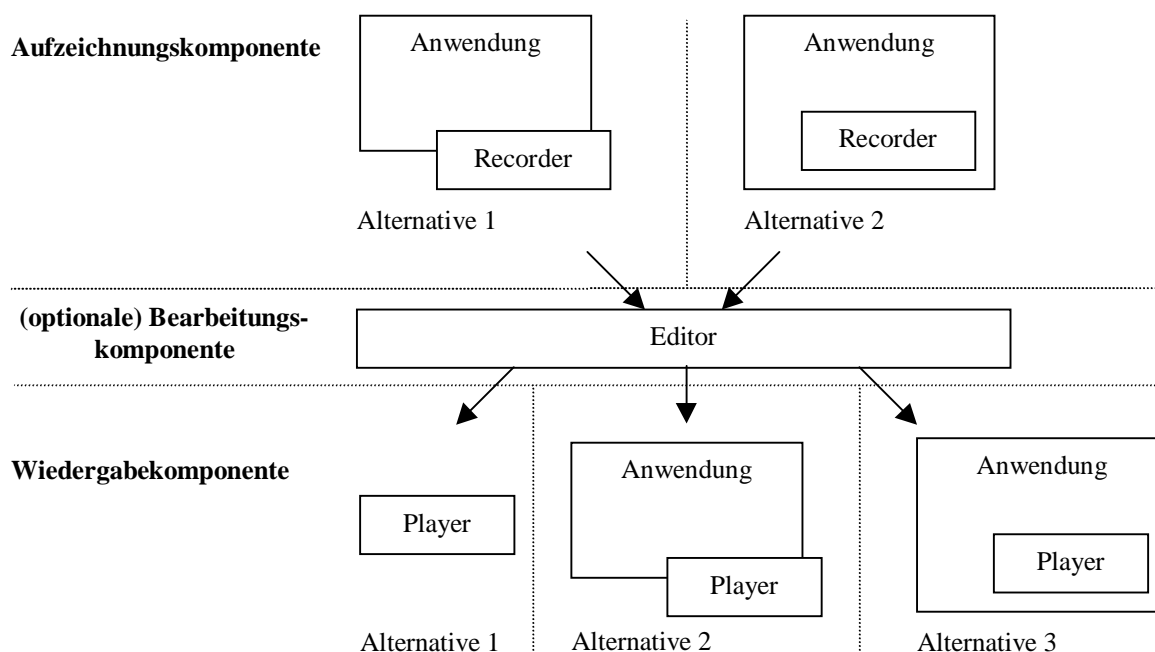 Aufzeichnungskomponente
Anwendung
Recorder
Alternative 1
Anwendung
Recorder
Alternative 2
(optionale) Bearbeitungs-
komponente
Editor
Wiedergabekomponente
Player
Alternative 1
Anwendung
Player
Alternative 2
Anwendung
Player
Alternative 3